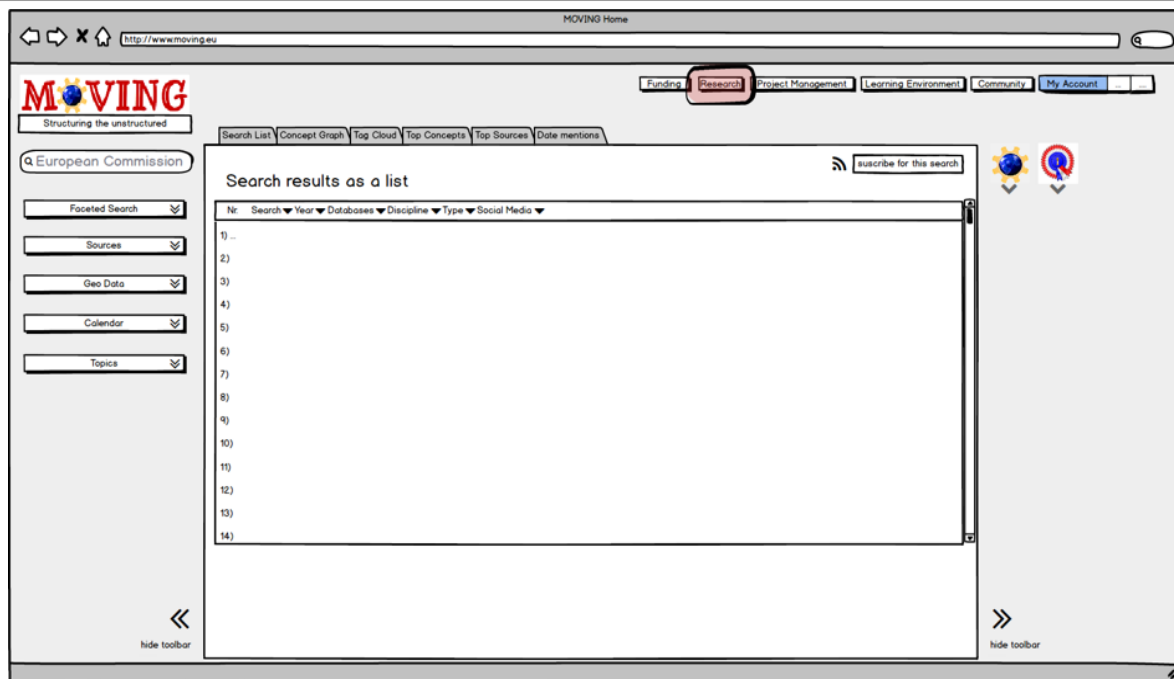 MOVING Home
http://www.moving.eu
MOVING
Structuring the unstructured
Funding Research Project Management Learning Environment Community My Account ... ...
Search List Concept Graph Tag Cloud Top Concepts Top Sources Date mentions
European Commission
suscribe for this search
Search results as a list
Faceted Search
Sources
Geo Data
Calendar
Topics
Nr. Search Year Databases Discipline Type Social Media
1) ...
2)
3)
4)
5)
6)
7)
8)
9)
10)
11)
12)
13)
14)
hide toolbar
hide toolbar